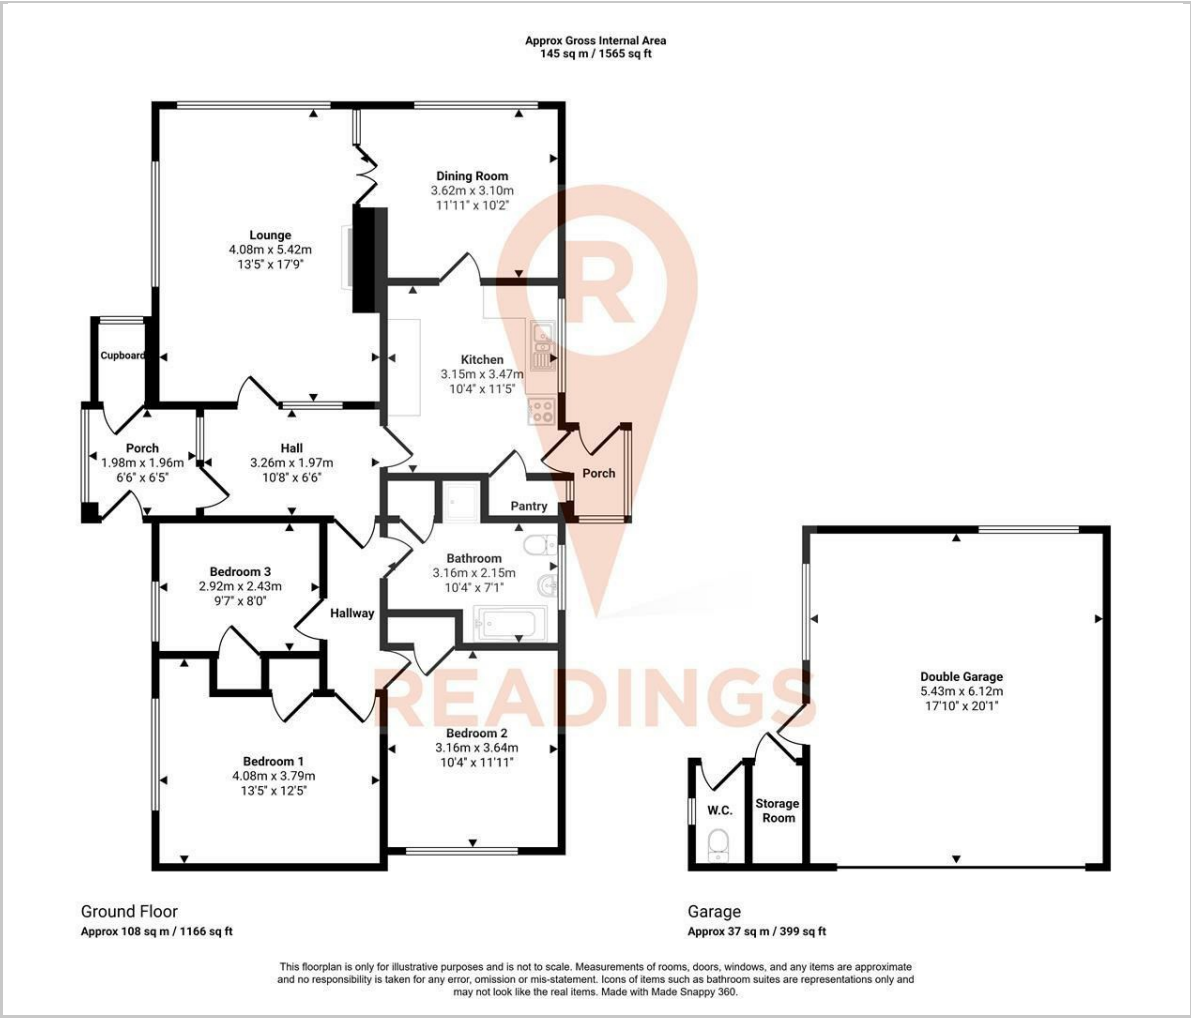 Approx Gross Internal Area
145 sq m / 1565 sq ft
Dining Room
3.62m x 3.10m
11'11" x 10'2"
Lounge
4.08m x 5.42m
13'5" x 17'9"
R
Cupboard
Kitchen
3.15m x 3.47m
10'4" x 11'5"
Porch
1.98m x 1.96m
6'6" x 6'5"
Hall
3.26m x 1.97m
10'8" x 6'6"
Porch
Pantry
Bathroom
3.16m x 2.15m
10'4" x 7'1"
Bedroom 3
2.92m x 2.43m
9'7" x 8'0"
Hallway
READINGS
Double Garage
5.43m x 6.12m
17'10" x 20'1"
Bedroom 2
3.16m x 3.64m
10'4" x 11'11"
Bedroom 1
4.08m x 3.79m
13'5" x 12'5"
W.C.
Storage
Room
Ground Floor
Approx 108 sq m / 1166 sq ft
Garage
Approx 37 sq m / 399 sq ft
This floorplan is only for illustrative purposes and is not to scale. Measurements of rooms, doors, windows, and any items are approximate
and no responsibility is taken for any error, omission or mis-statement. Icons of items such as bathroom suites are representations only and
may not look like the real items. Made with Made Snappy 360.